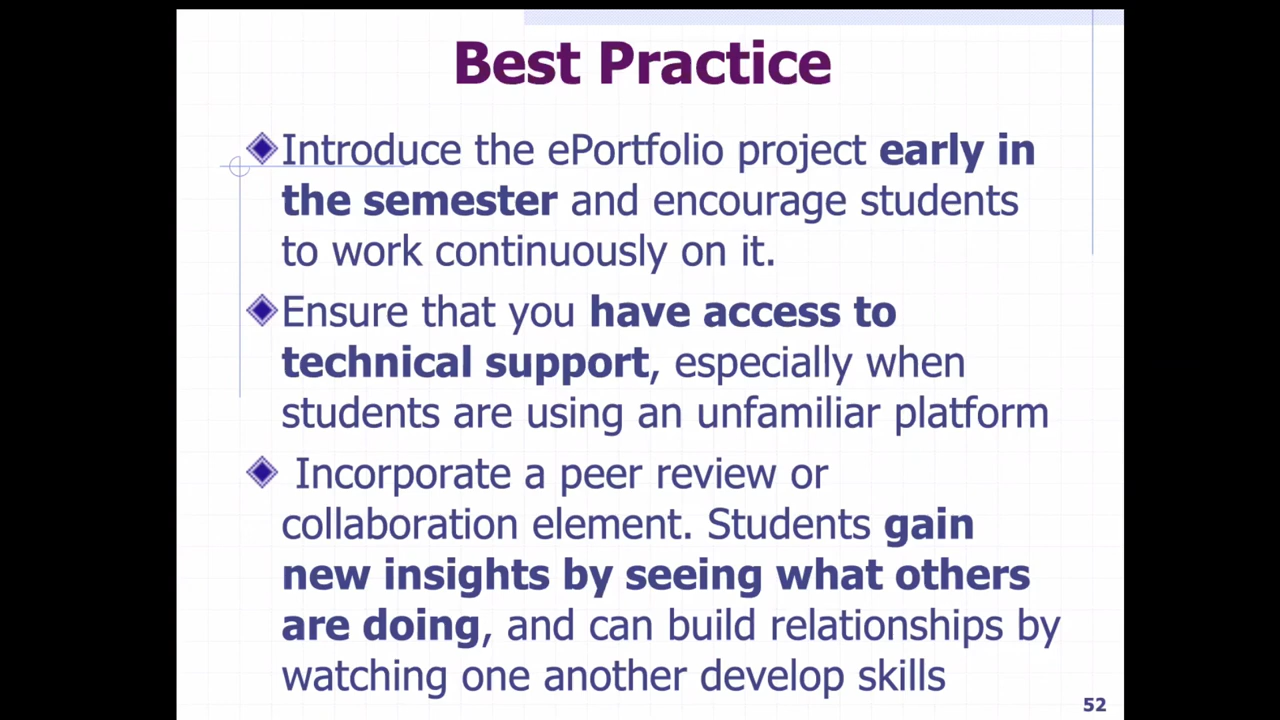 Best Practice
Introduce the ePortfolio project early in
the semester and encourage students
to work continuously on it.
Ensure that you have access to
technical support, especially when
students are using an unfamiliar platform
Incorporate a peer review or
collaboration element. Students gain
new insights by seeing what others
are doing, and can build relationships by
watching one another develop skills
52